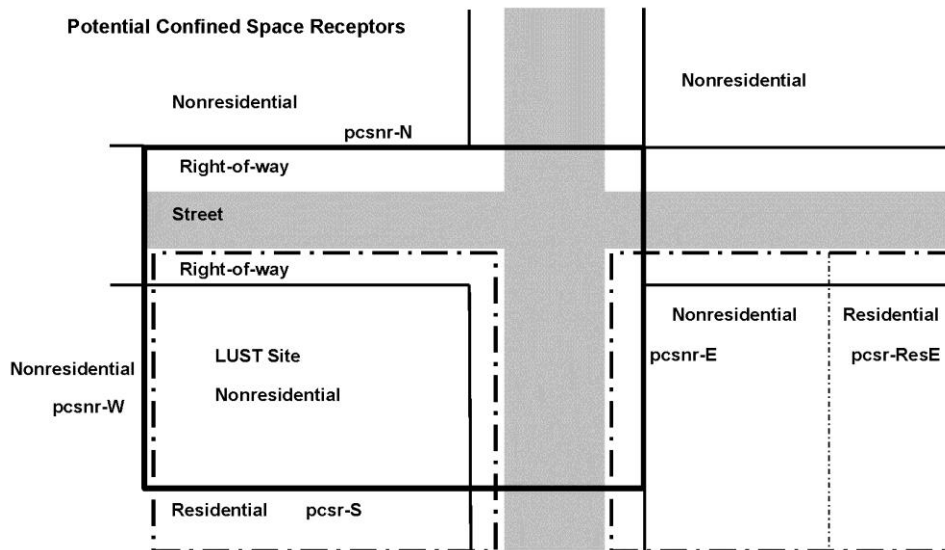 Potential Confined Space Receptors
Nonresidential
Nonresidential
pcsnr-N
Right-of-way
Street
Right-of-way
Nonresidential
Residential
LUST Site
pcsnr-E
pcsr-ResE
Nonresidential
Nonresidential
pcsnr-W
Residential pcsr-S